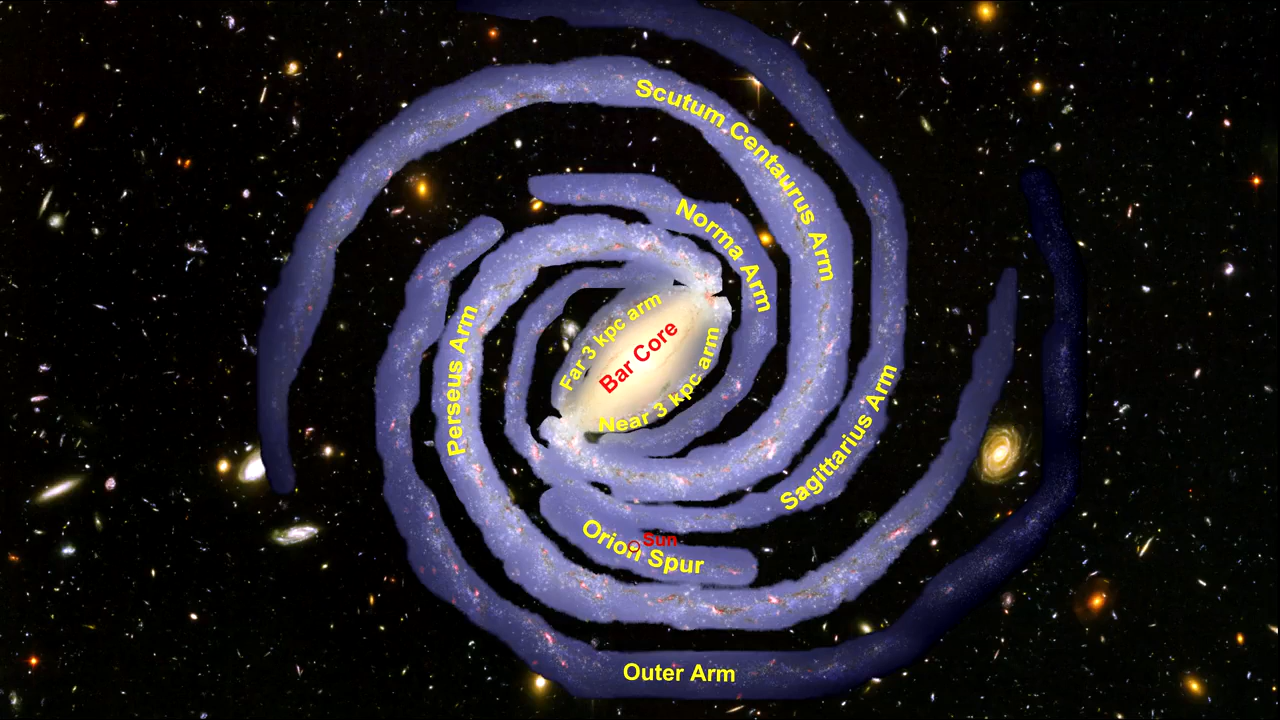 Scutum Centaurus Arm
Norma Arm
Far 3 kpc arm
Bar Core
Near 3 kpc arm
Perseus Arm
Sagittarius Arm
Sun
Orion Spur
Outer Arm